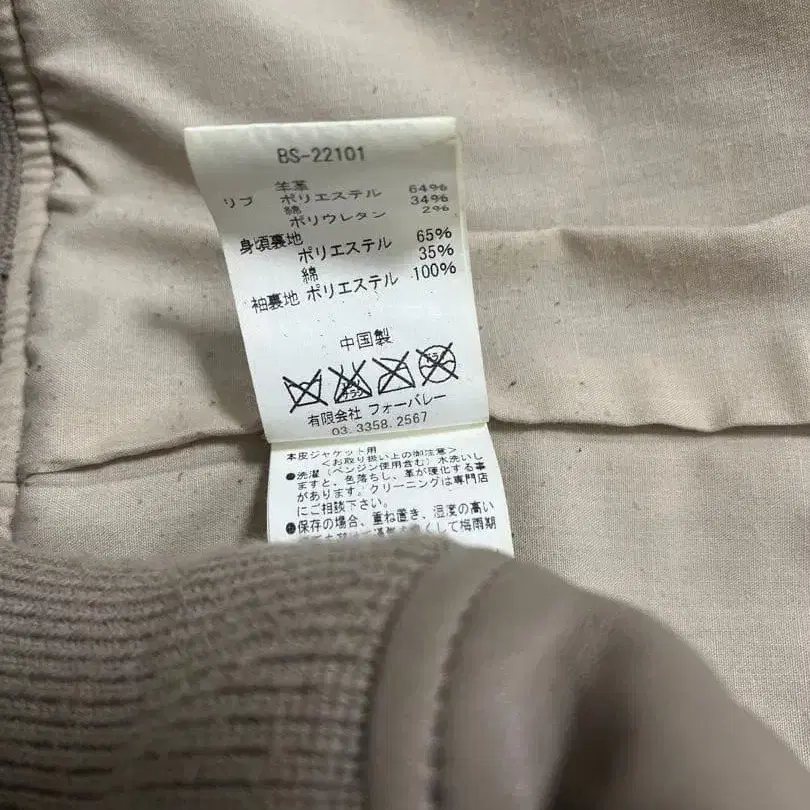 BS-22101
羊革
リブ ポリエステル 64%
綿 34%
ポリウレタン 2%
身頃裏地
ポリエステル 65%
綿 35%
袖裏地 ポリエステル 100%
中国製
有限会社 フォーバレー
03.3358.2567
本皮ジャケット用
<お取り扱い上の御注意>
●洗濯(ベンジン使用含む)水洗いし
ますと、色落ちし、革が硬化する事
があります。クリーニングは専門店
にご相談下さい。
●保存の場合、重ね置き、湿度の高い
くして梅雨期